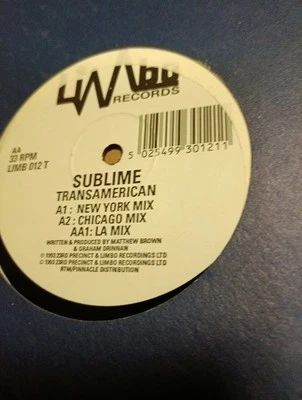 LIMBO
RECORDS
AA
33 RPM
LIMB 012 T
5 025499 301211
SUBLIME
TRANSAMERICAN
A1 : NEW YORK MIX
A2 : CHICAGO MIX
AA1: LA MIX
WRITTEN & PRODUCED BY MATTHEW BROWN
& GRAHAM DRINNAN
℗ 1993 23RD PRECINCT & LIMBO RECORDINGS LTD
© 1993 23RD PRECINCT & LIMBO RECORDINGS LTD
RTM/PINNACLE DISTRIBUTION